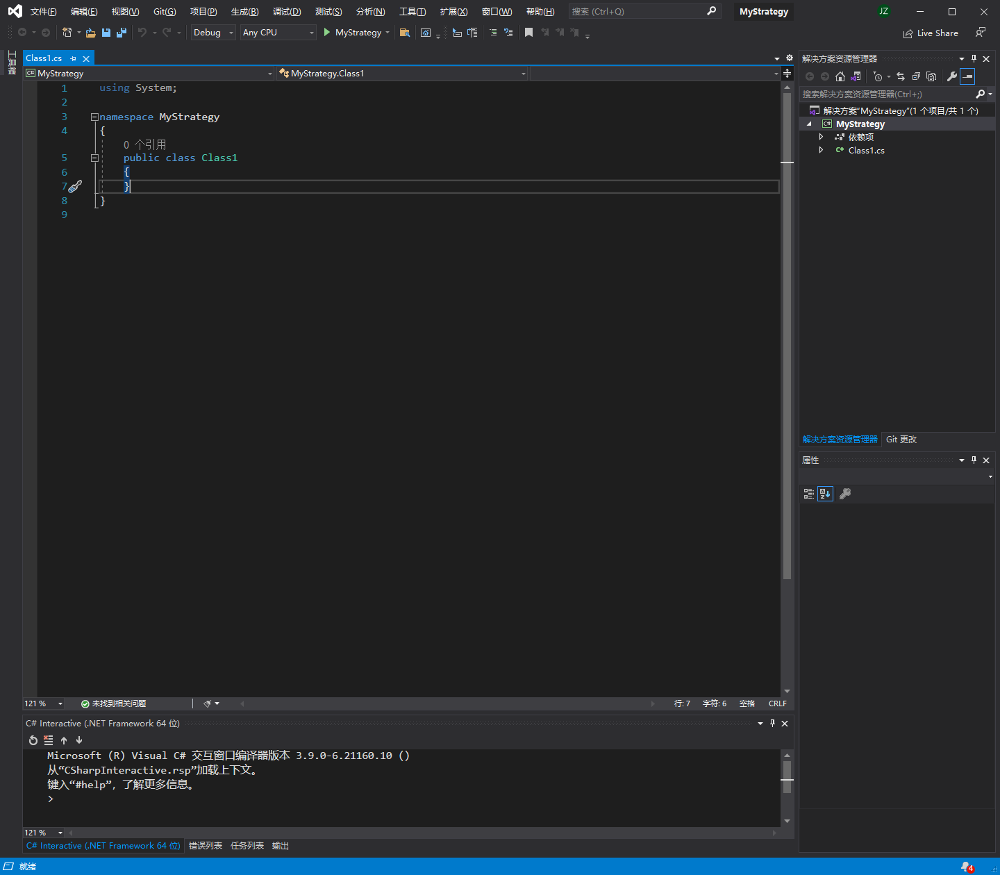 文件(F) 编辑(E) 视图(V) Git(G) 项目(P) 生成(B) 调试(D) 测试(S) 分析(N) 工具(T) 扩展(X) 窗口(W) 帮助(H) 搜索 (Ctrl+Q) MyStrategy JZ
Debug Any CPU MyStrategy Live Share
工具箱
Class1.cs
MyStrategy MyStrategy.Class1
1 using System;
2
3 namespace MyStrategy
4 {
0 个引用
5 public class Class1
6 {
7 }
8 }
9
121 % 未找到相关问题 行: 7 字符: 6 空格 CRLF
C# Interactive (.NET Framework 64 位)
Microsoft (R) Visual C# 交互窗口编译器版本 3.9.0-6.21160.10 ()
从“CSharpInteractive.rsp”加载上下文。
键入“#help”，了解更多信息。
>
121 %
C# Interactive (.NET Framework 64 位) 错误列表 任务列表 输出
解决方案资源管理器
搜索解决方案资源管理器(Ctrl+;)
解决方案"MyStrategy"(1 个项目/共 1 个)
MyStrategy
依赖项
C# Class1.cs
解决方案资源管理器 Git 更改
属性
就绪 4